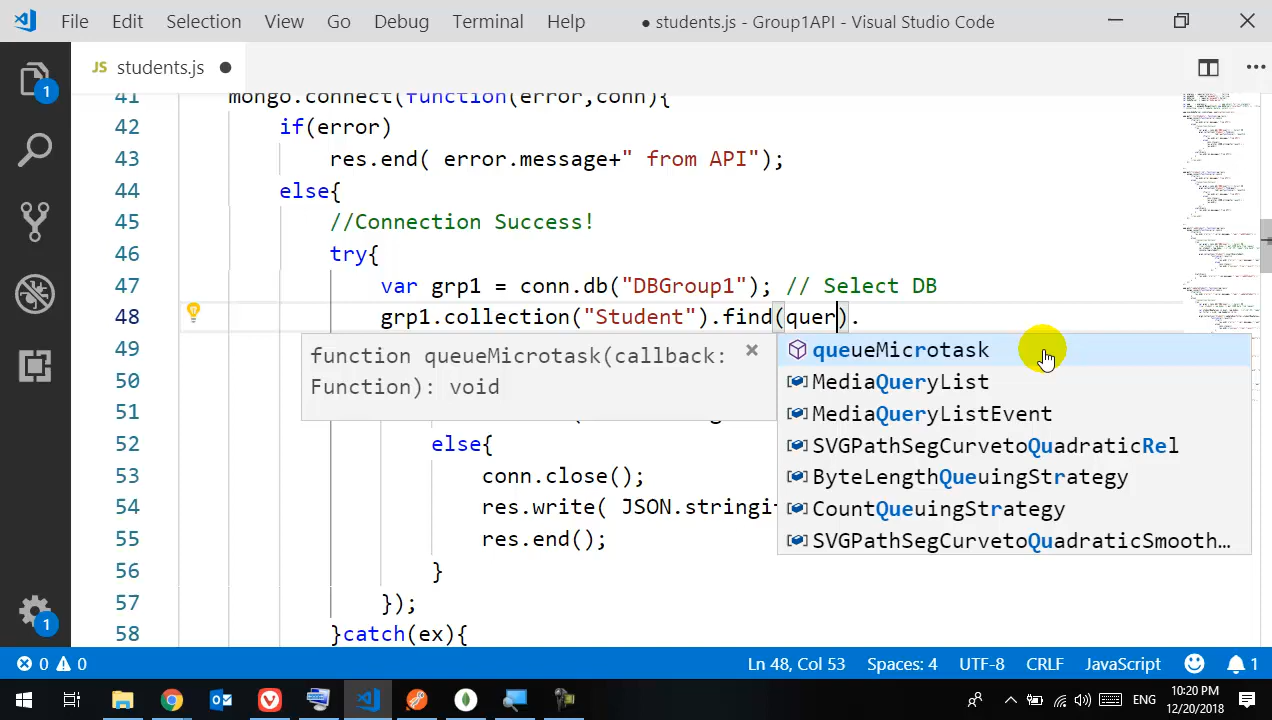 File Edit Selection View Go Debug Terminal Help ● students.js - Group1API - Visual Studio Code
JS students.js ●
41 mongo.connect(function(error,conn){
42 if(error)
43 res.end( error.message+" from API");
44 else{
45 //Connection Success!
46 try{
47 var grp1 = conn.db("DBGroup1"); // Select DB
48 grp1.collection("Student").find(quer).
49
function queueMicrotask(callback:
Function): void
queueMicrotask
MediaQueryList
MediaQueryListEvent
SVGPathSegCurvetoQuadraticRel
ByteLengthQueuingStrategy
CountQueuingStrategy
SVGPathSegCurvetoQuadraticSmooth…
50
51
52 else{
53 conn.close();
54 res.write( JSON.stringi
55 res.end();
56 }
57 });
58 }catch(ex){
1
1
0 0 Ln 48, Col 53 Spaces: 4 UTF-8 CRLF JavaScript 1
ENG
10:20 PM
12/20/2018